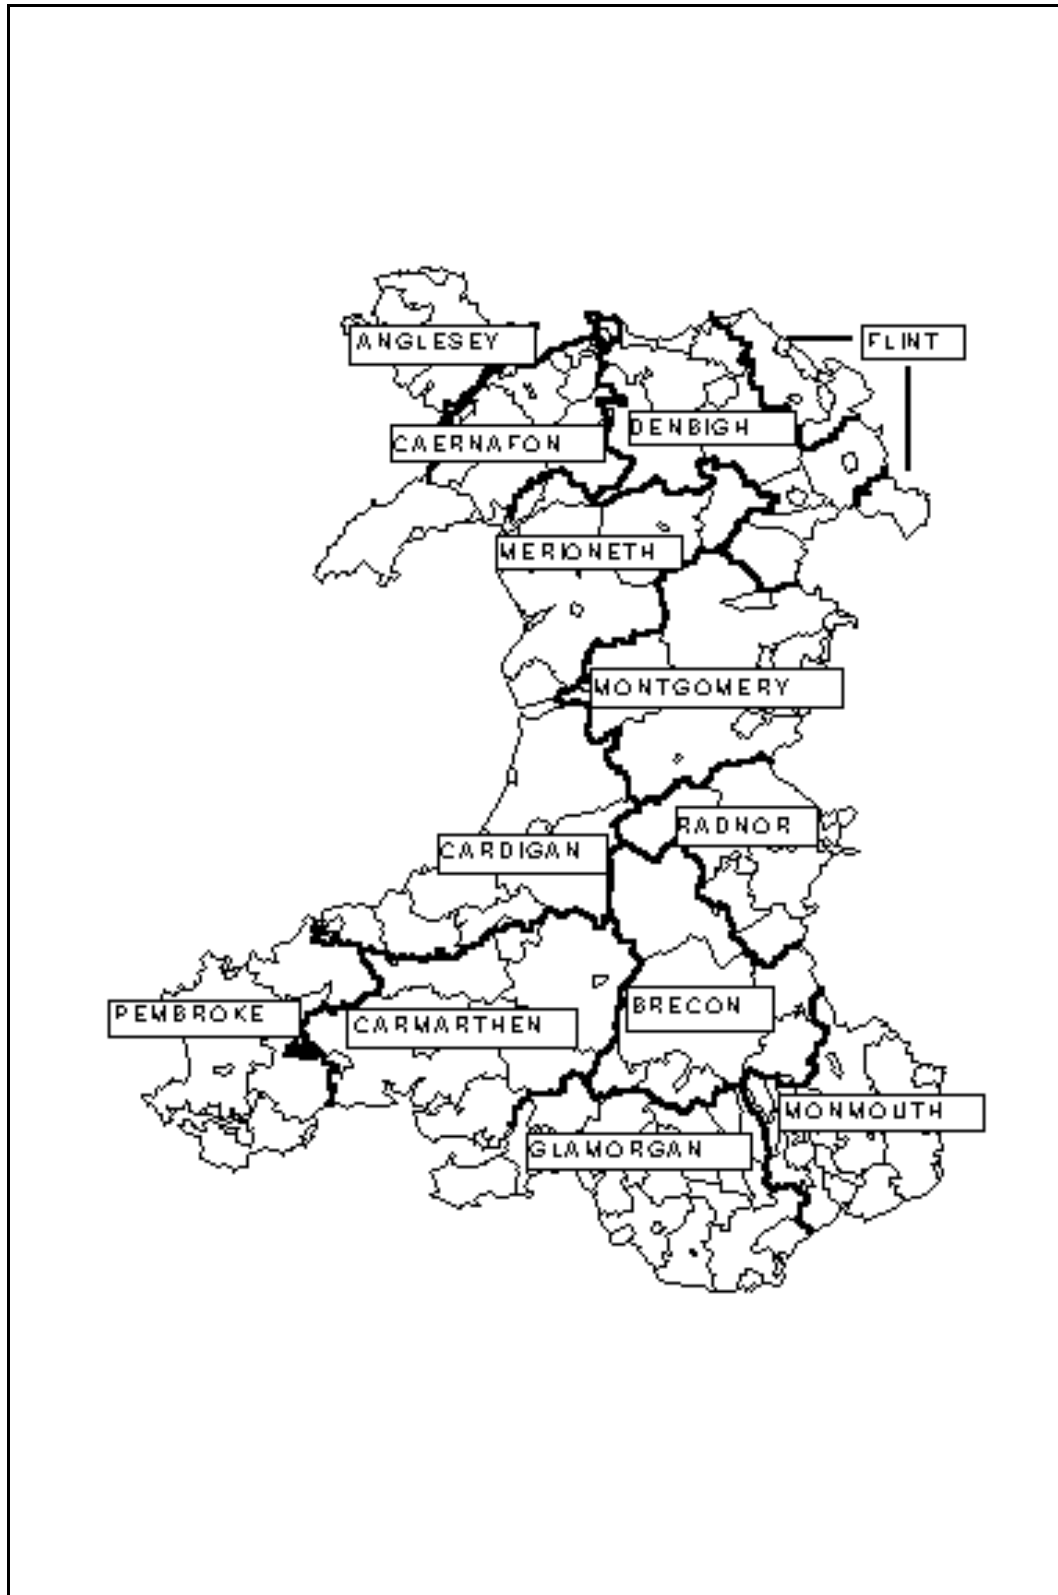 ANGLESEY
FLINT
CAERNAFON
DENBIGH
MERIONETH
MONTGOMERY
RADNOR
CARDIGAN
PEMBROKE
CARMARTHEN
BRECON
MONMOUTH
GLAMORGAN